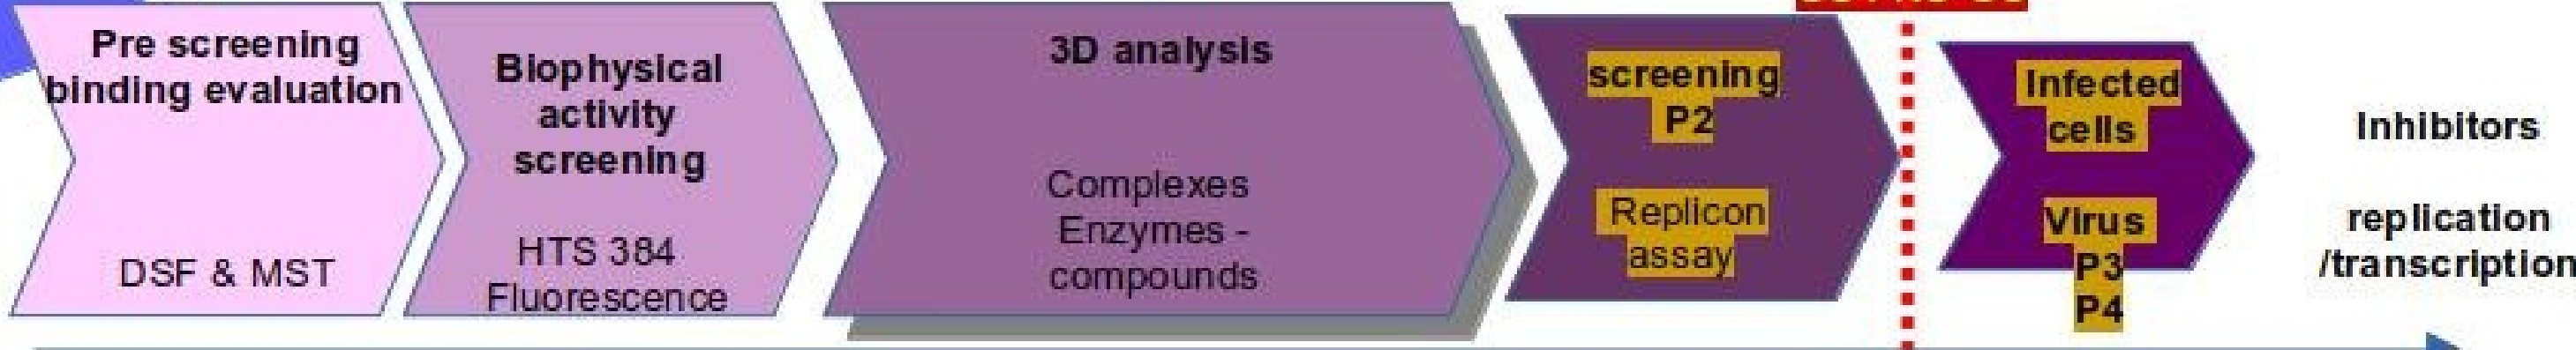 Pre screening
binding evaluation
DSF & MST
Biophysical
activity
screening
HTS 384
Fluorescence
3D analysis
Complexes
Enzymes -
compounds
screening
P2
Replicon
assay
Infected
cells
Virus
P3
P4
Inhibitors
replication
/transcription